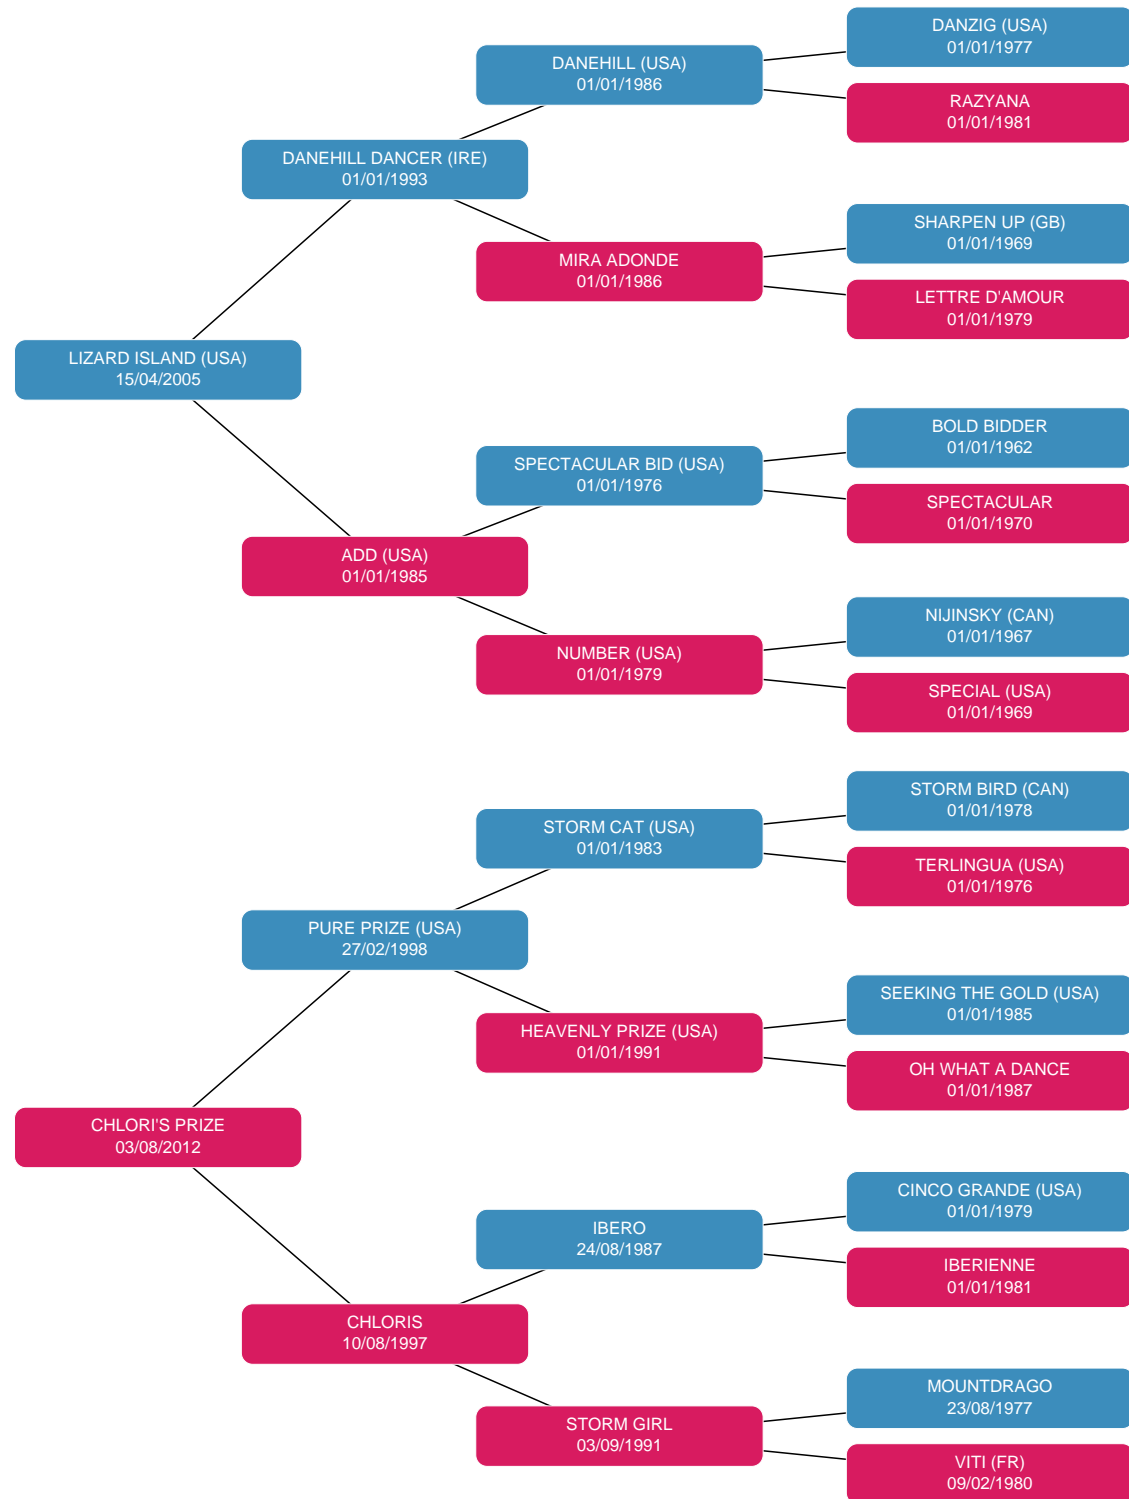 DANZIG (USA)
01/01/1977
DANEHILL (USA)
01/01/1986
RAZYANA
01/01/1981
DANEHILL DANCER (IRE)
01/01/1993
SHARPEN UP (GB)
01/01/1969
MIRA ADONDE
01/01/1986
LETTRE D'AMOUR
01/01/1979
LIZARD ISLAND (USA)
15/04/2005
BOLD BIDDER
01/01/1962
SPECTACULAR BID (USA)
01/01/1976
SPECTACULAR
01/01/1970
ADD (USA)
01/01/1985
NIJINSKY (CAN)
01/01/1967
NUMBER (USA)
01/01/1979
SPECIAL (USA)
01/01/1969
STORM BIRD (CAN)
01/01/1978
STORM CAT (USA)
01/01/1983
TERLINGUA (USA)
01/01/1976
PURE PRIZE (USA)
27/02/1998
SEEKING THE GOLD (USA)
01/01/1985
HEAVENLY PRIZE (USA)
01/01/1991
OH WHAT A DANCE
01/01/1987
CHLORI'S PRIZE
03/08/2012
CINCO GRANDE (USA)
01/01/1979
IBERO
24/08/1987
IBERIENNE
01/01/1981
CHLORIS
10/08/1997
MOUNTDRAGO
23/08/1977
STORM GIRL
03/09/1991
VITI (FR)
09/02/1980